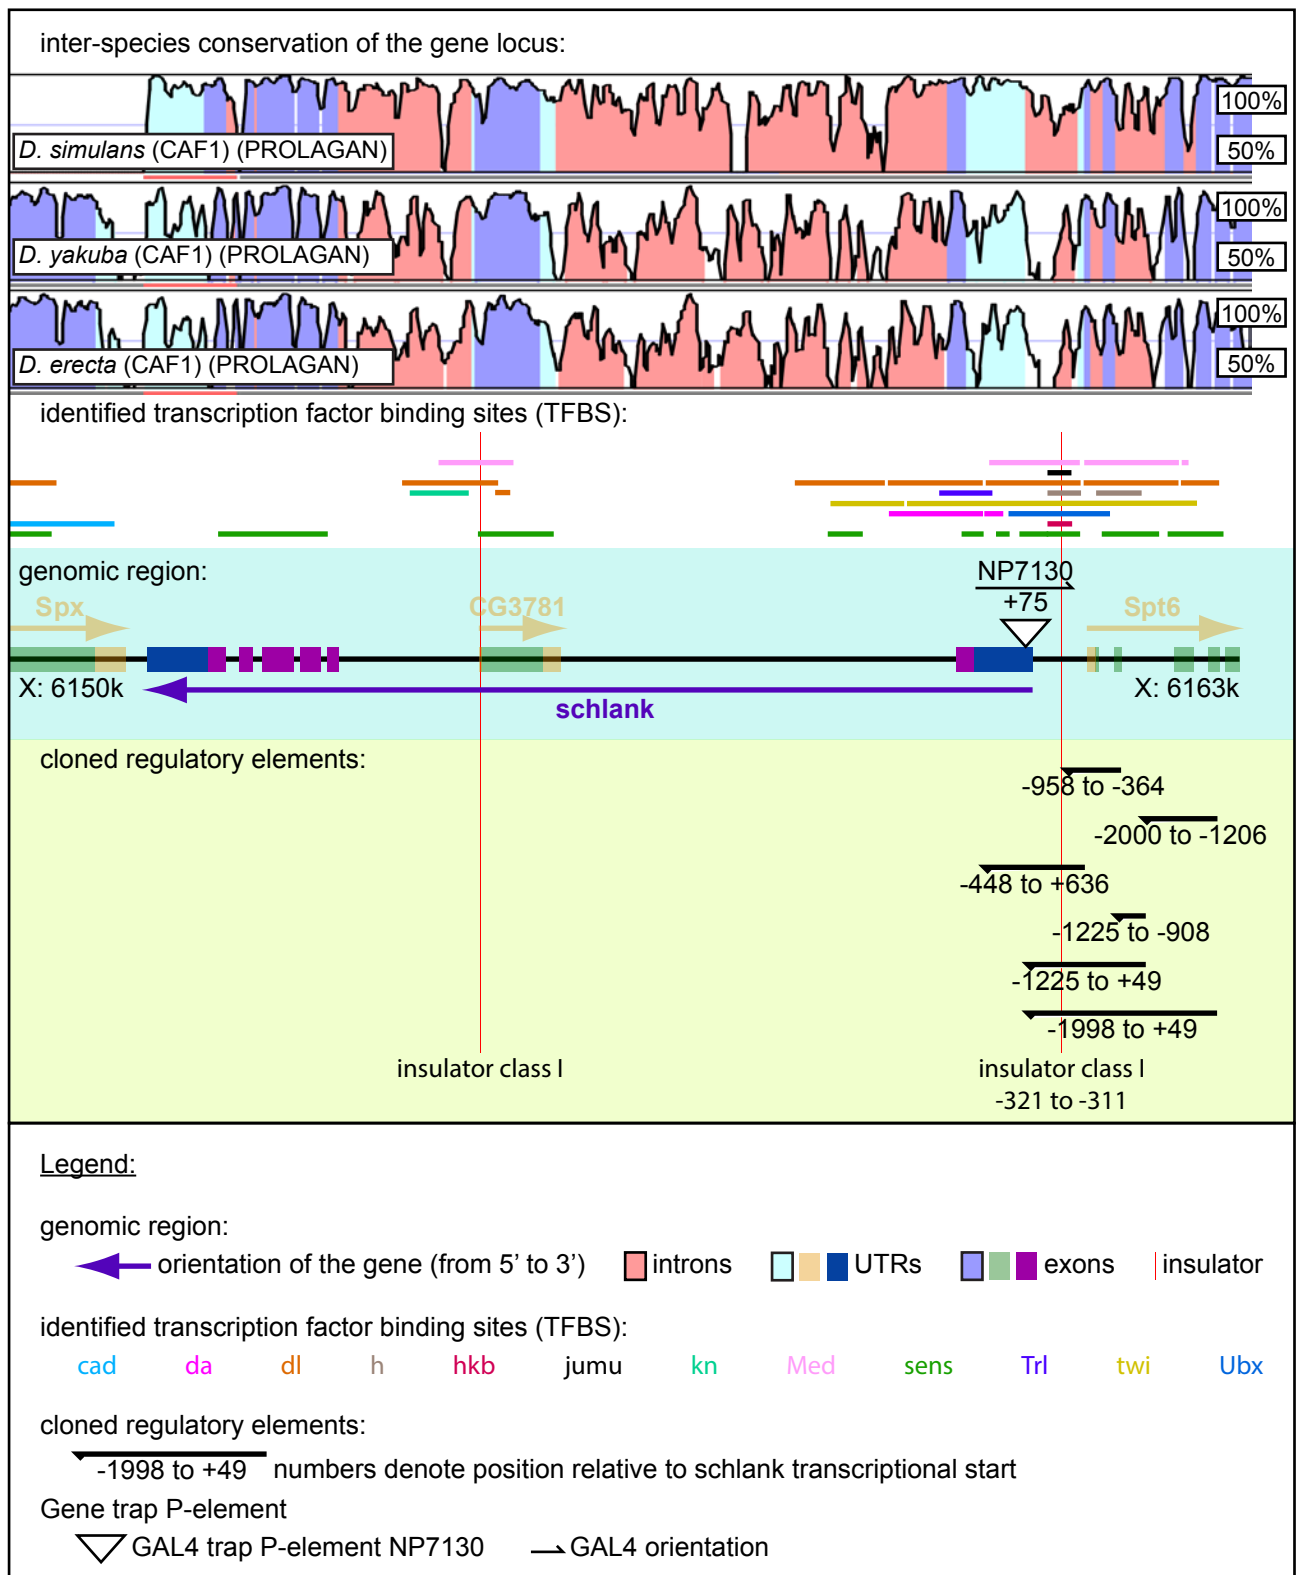 inter-species conservation of the gene locus:
100%
D. simulans (CAF1) (PROLAGAN)
50%
100%
D. yakuba (CAF1) (PROLAGAN)
50%
100%
D. erecta (CAF1) (PROLAGAN)
50%
identified transcription factor binding sites (TFBS):
genomic region:
NP7130
+75
Spx
CG3781
Spt6
X: 6150k
X: 6163k
schlank
cloned regulatory elements:
-958 to -364
-2000 to -1206
-448 to +636
-1225 to -908
-1225 to +49
-1998 to +49
insulator class I
insulator class I
-321 to -311
Legend:
genomic region:
orientation of the gene (from 5’ to 3’) introns UTRs exons insulator
identified transcription factor binding sites (TFBS):
cad da dl h hkb jumu kn Med sens Trl twi Ubx
cloned regulatory elements:
-1998 to +49 numbers denote position relative to schlank transcriptional start
Gene trap P-element
GAL4 trap P-element NP7130 GAL4 orientation